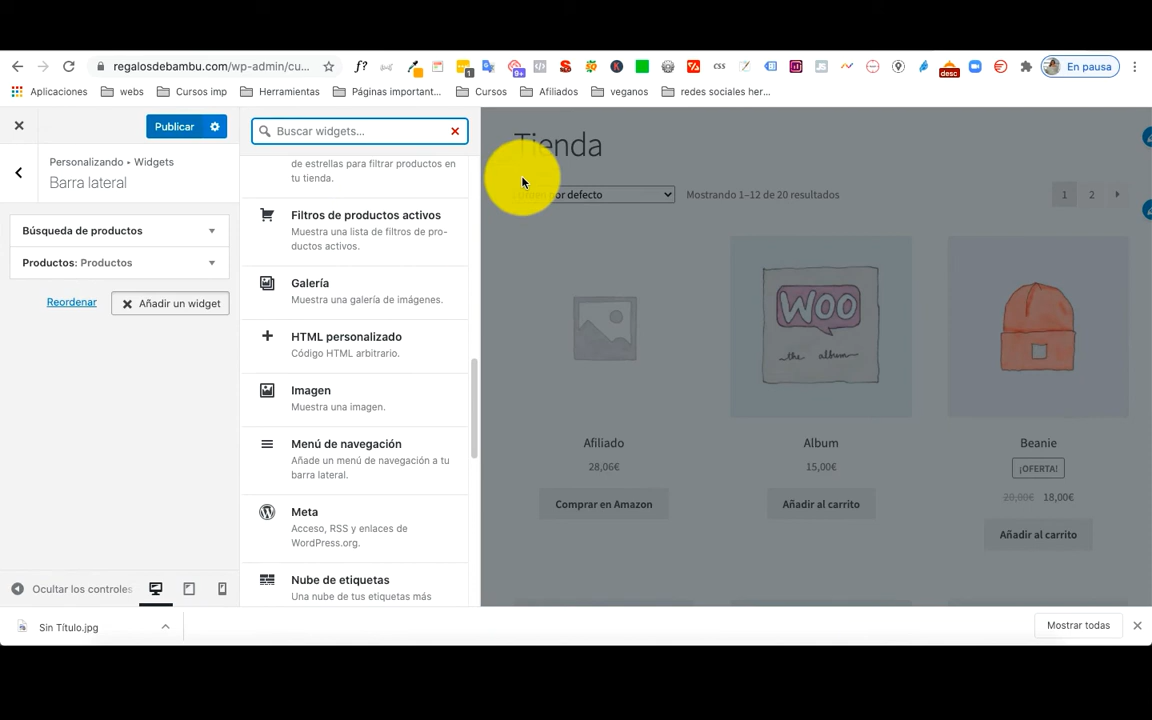 regalosdebambu.com/wp-admin/cu...
En pausa
Aplicaciones webs Cursos imp Herramientas Páginas important... Cursos Afiliados veganos redes sociales her...
Publicar
Personalizando • Widgets
Barra lateral
Búsqueda de productos
Productos: Productos
Reordenar
Añadir un widget
Ocultar los controles
Buscar widgets...
de estrellas para filtrar productos en
tu tienda.
Filtros de productos activos
Muestra una lista de filtros de pro-
ductos activos.
Galería
Muestra una galería de imágenes.
HTML personalizado
Código HTML arbitrario.
Imagen
Muestra una imagen.
Menú de navegación
Añade un menú de navegación a tu
barra lateral.
Meta
Acceso, RSS y enlaces de
WordPress.org.
Nube de etiquetas
Una nube de tus etiquetas más
Tienda
por defecto
Mostrando 1–12 de 20 resultados
1 2
WOO
the album
Afiliado
28,06€
Comprar en Amazon
Album
15,00€
Añadir al carrito
Beanie
¡OFERTA!
20,00€ 18,00€
Añadir al carrito
Sin Título.jpg
Mostrar todas